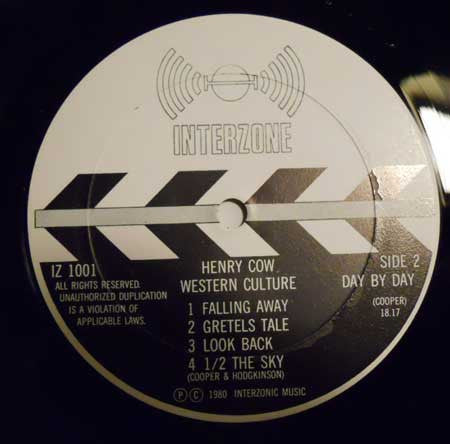 INTERZONE
IZ 1001
ALL RIGHTS RESERVED.
UNAUTHORIZED DUPLICATION
IS A VIOLATION OF
APPLICABLE LAWS.
HENRY COW
WESTERN CULTURE
1 FALLING AWAY
2 GRETELS TALE
3 LOOK BACK
4 1/2 THE SKY
(COOPER & HODGKINSON)
SIDE 2
DAY BY DAY
(COOPER)
18.17
Ⓟ Ⓒ 1980 INTERZONIC MUSIC